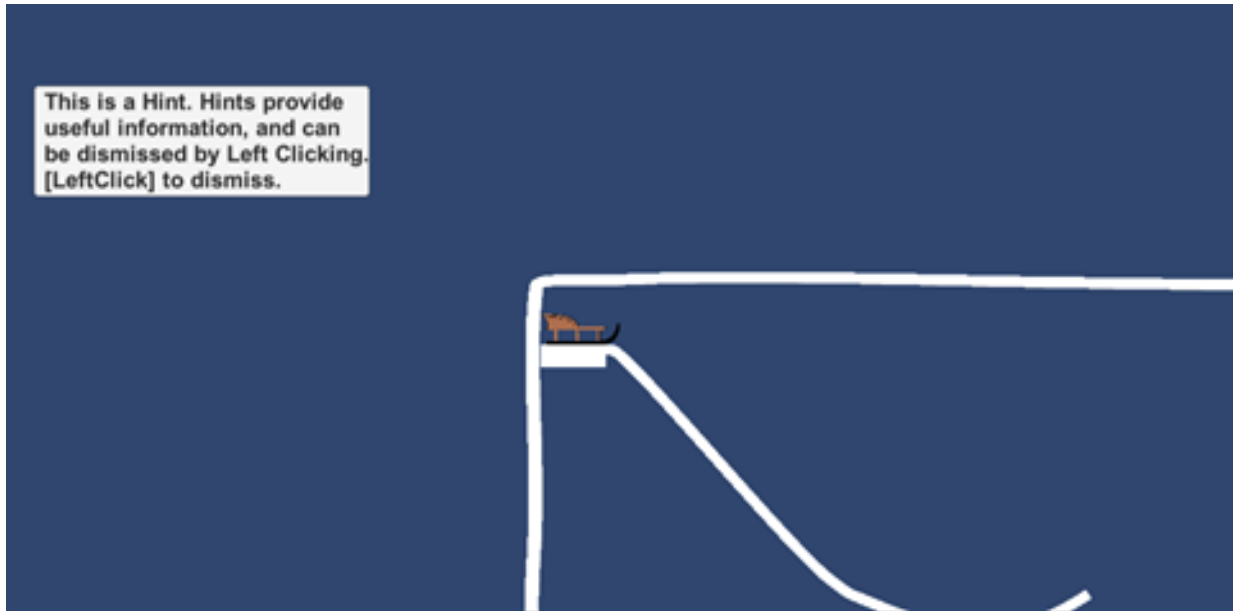 This is a Hint. Hints provide
useful information, and can
be dismissed by Left Clicking.
[LeftClick] to dismiss.